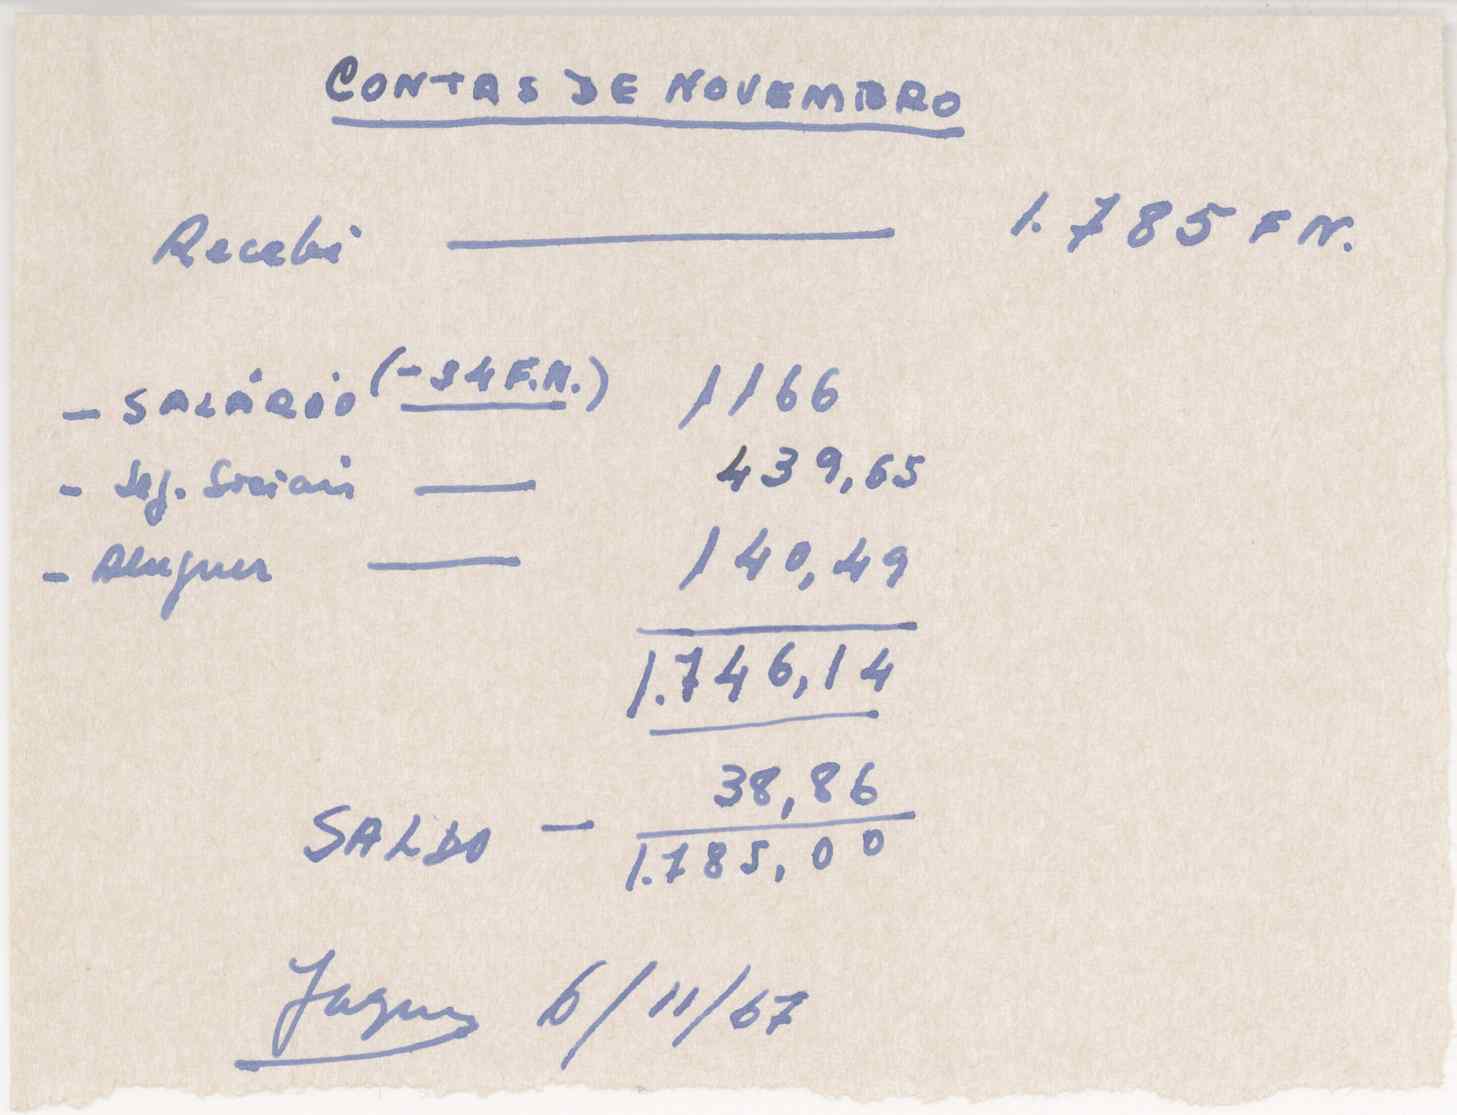 CONTAS DE NOVEMBRO
Recebi — 1.785 F N.
- SALÁRIO (-34 F.N.) 1166
- Seg. Sociais — 439,65
- Aluguer — 140,49
1.746,14
38,86
SALDO — 1.785,00
Jaques 6/11/67